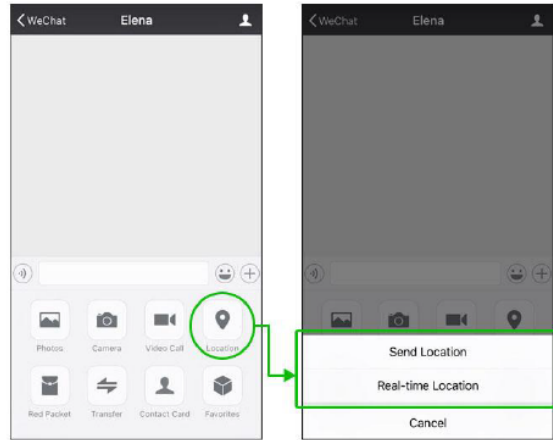 WeChat
Elena
Photos
Camera
Video Call
Location
Red Packet
Transfer
Contact Card
Favorites
WeChat
Elena
Send Location
Real-time Location
Cancel